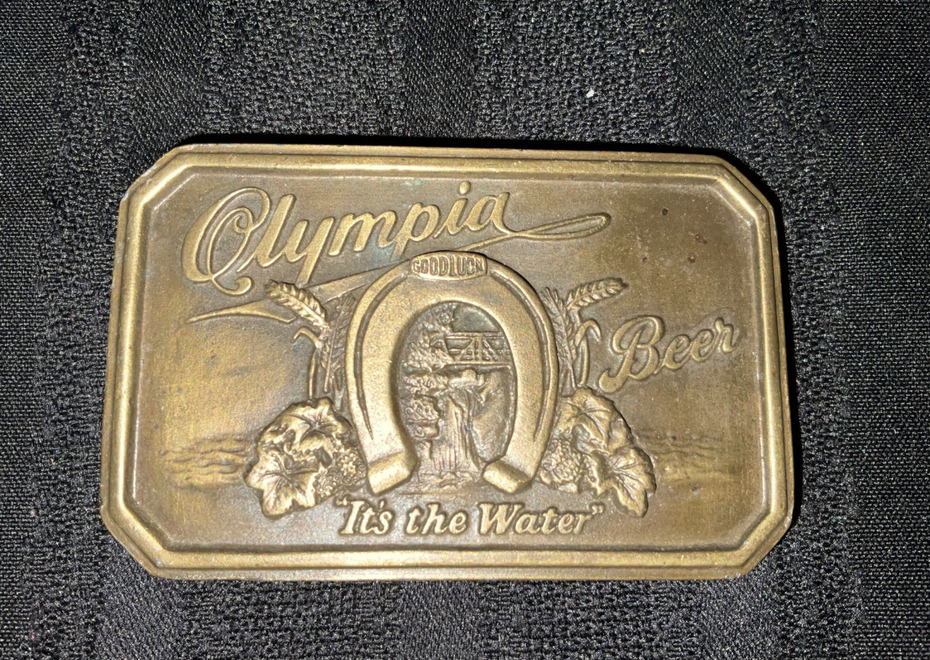 Olympia
GOOD LUCK
Beer
"It's the Water"